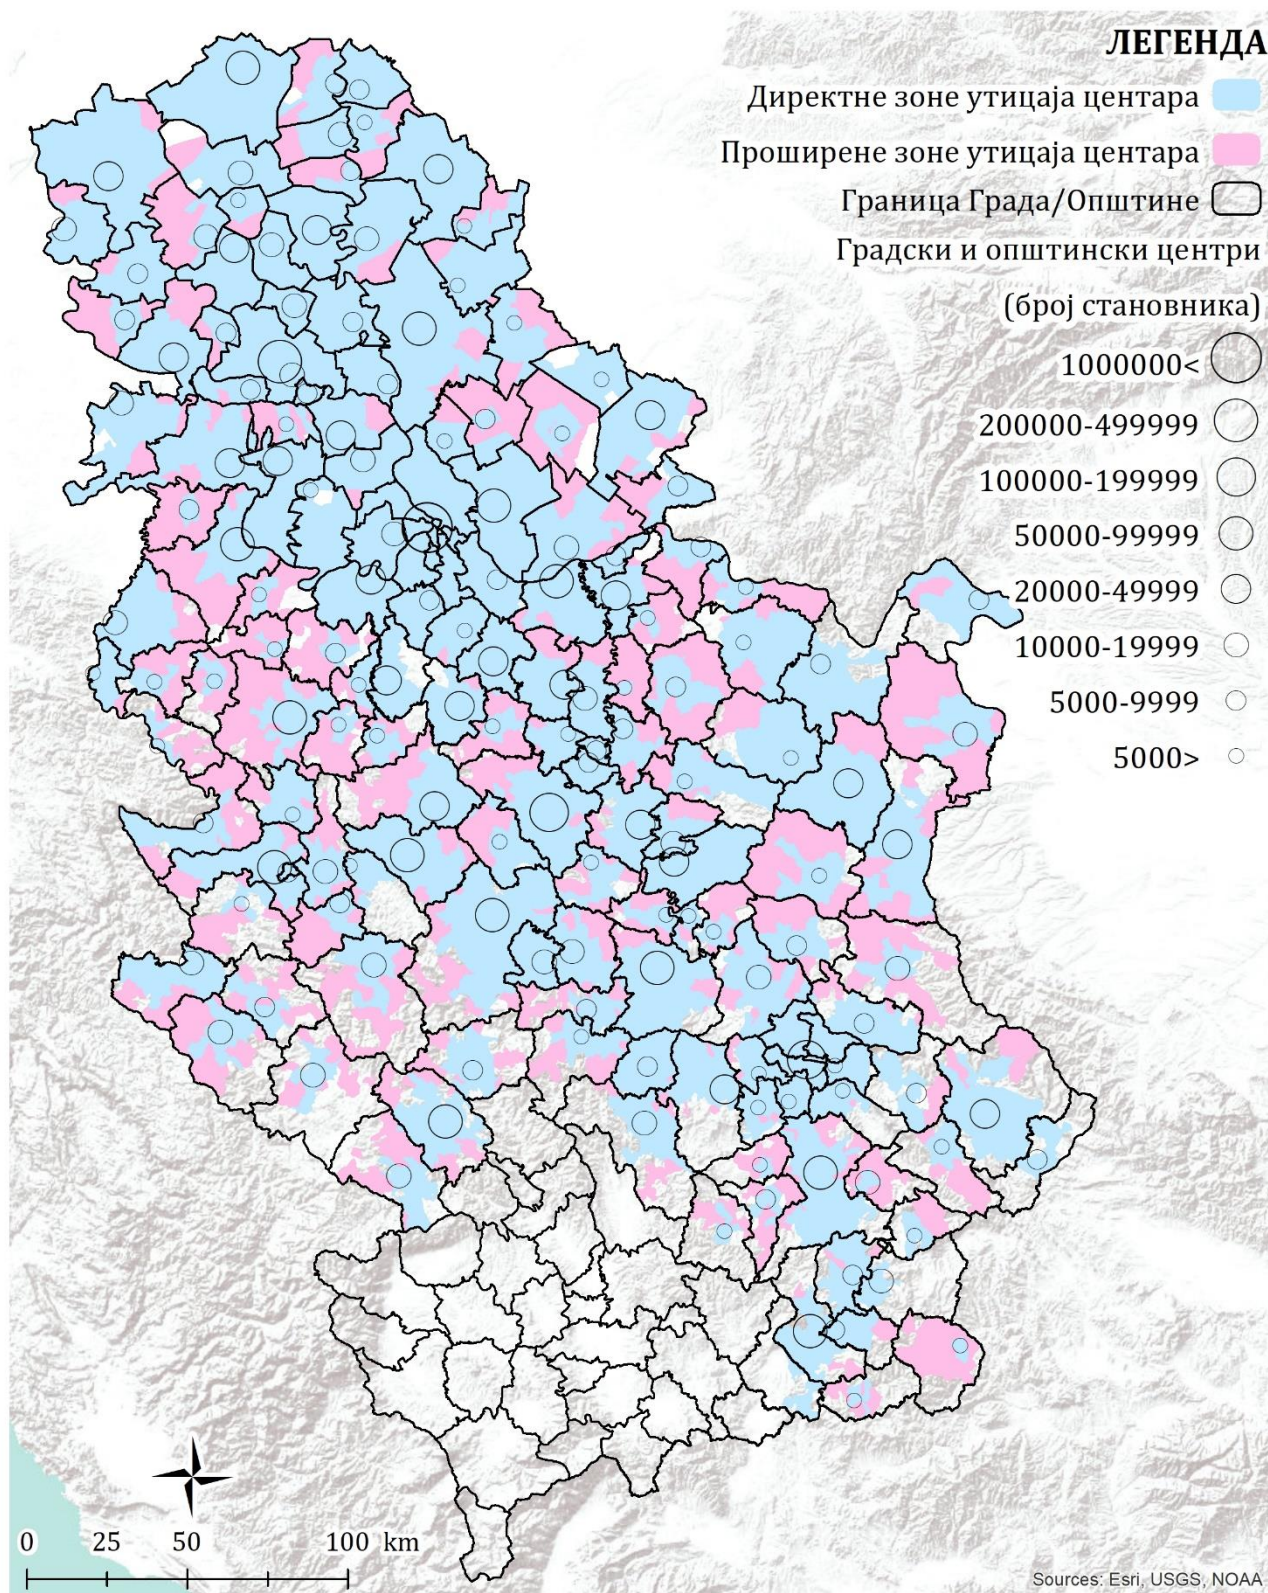 ЛЕГЕНДА
Директне зоне утицаја центара
Проширене зоне утицаја центара
Граница Града/Општине
Градски и општински центри
(број становника)
1000000<
200000-499999
100000-199999
50000-99999
20000-49999
10000-19999
5000-9999
5000>
0 25 50 100 km
Sources: Esri, USGS, NOAA